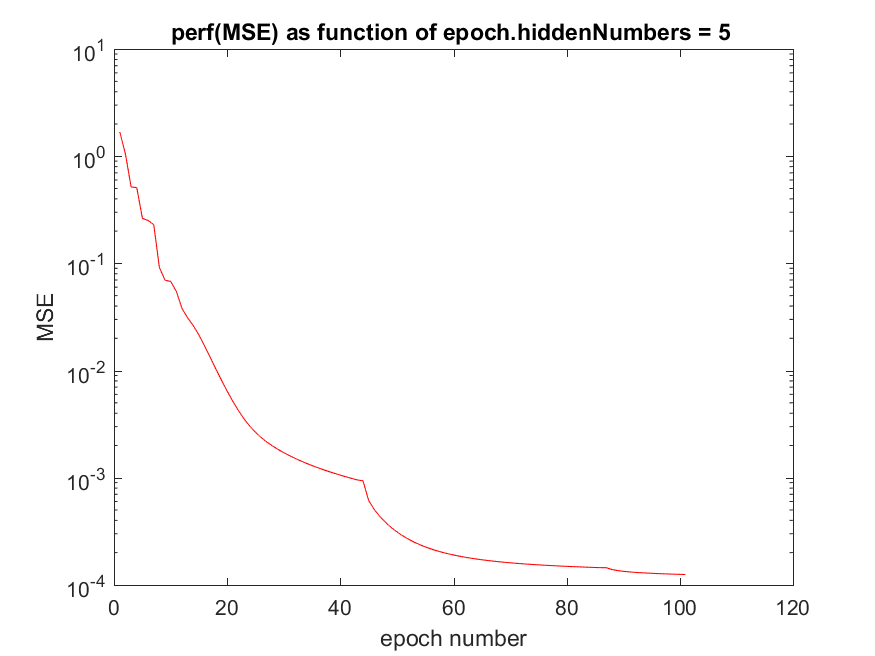 perf(MSE) as function of epoch.hiddenNumbers = 5
10^1
10^0
10^-1
10^-2
10^-3
10^-4
MSE
0 20 40 60 80 100 120
epoch number